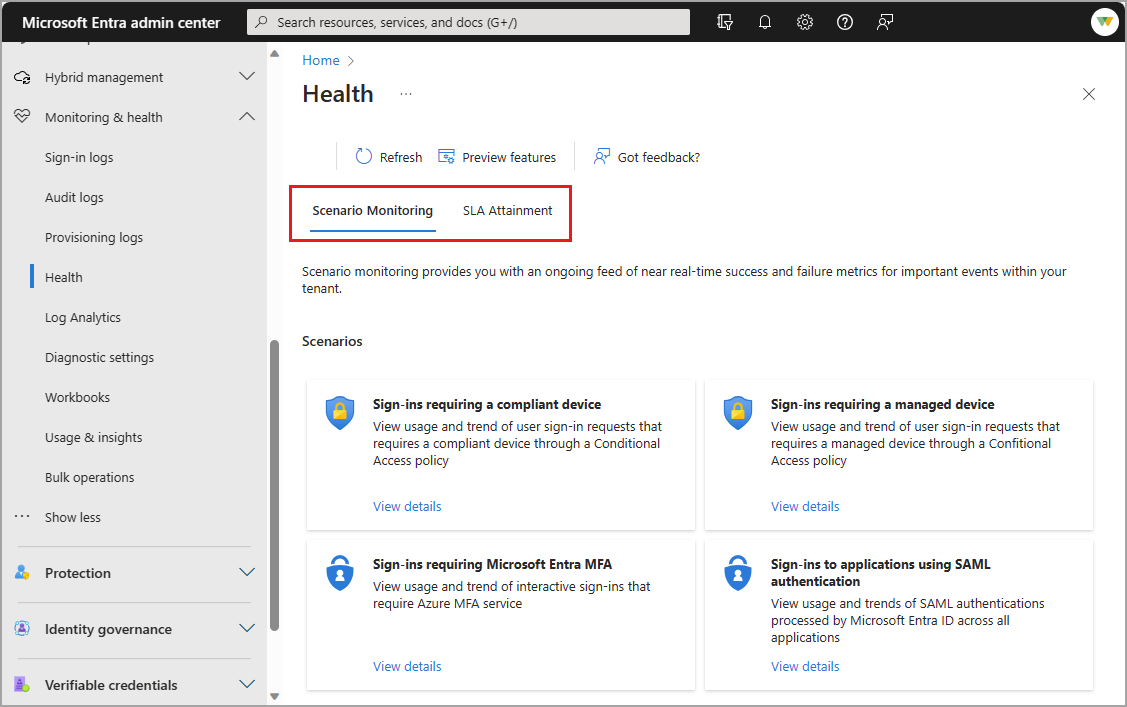 Microsoft Entra admin center
Search resources, services, and docs (G+/)
Hybrid management
Monitoring & health
Sign-in logs
Audit logs
Provisioning logs
Health
Log Analytics
Diagnostic settings
Workbooks
Usage & insights
Bulk operations
Show less
Protection
Identity governance
Verifiable credentials
Home
Health
Refresh
Preview features
Got feedback?
Scenario Monitoring
SLA Attainment
Scenario monitoring provides you with an ongoing feed of near real-time success and failure metrics for important events within your
tenant.
Scenarios
Sign-ins requiring a compliant device
View usage and trend of user sign-in requests that
requires a compliant device through a Conditional
Access policy
View details
Sign-ins requiring a managed device
View usage and trend of user sign-in requests that
requires a managed device through a Confitional
Access policy
View details
Sign-ins requiring Microsoft Entra MFA
View usage and trend of interactive sign-ins that
require Azure MFA service
View details
Sign-ins to applications using SAML
authentication
View usage and trends of SAML authentications
processed by Microsoft Entra ID across all
applications
View details